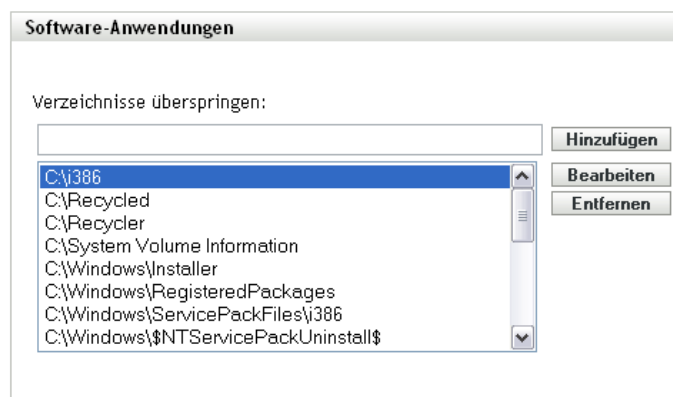 Software-Anwendungen
Verzeichnisse überspringen:
Hinzufügen
C:\i386
Bearbeiten
C:\Recycled
Entfernen
C:\Recycler
C:\System Volume Information
C:\Windows\Installer
C:\Windows\RegisteredPackages
C:\Windows\ServicePackFiles\i386
C:\Windows\$NTServicePackUninstall$